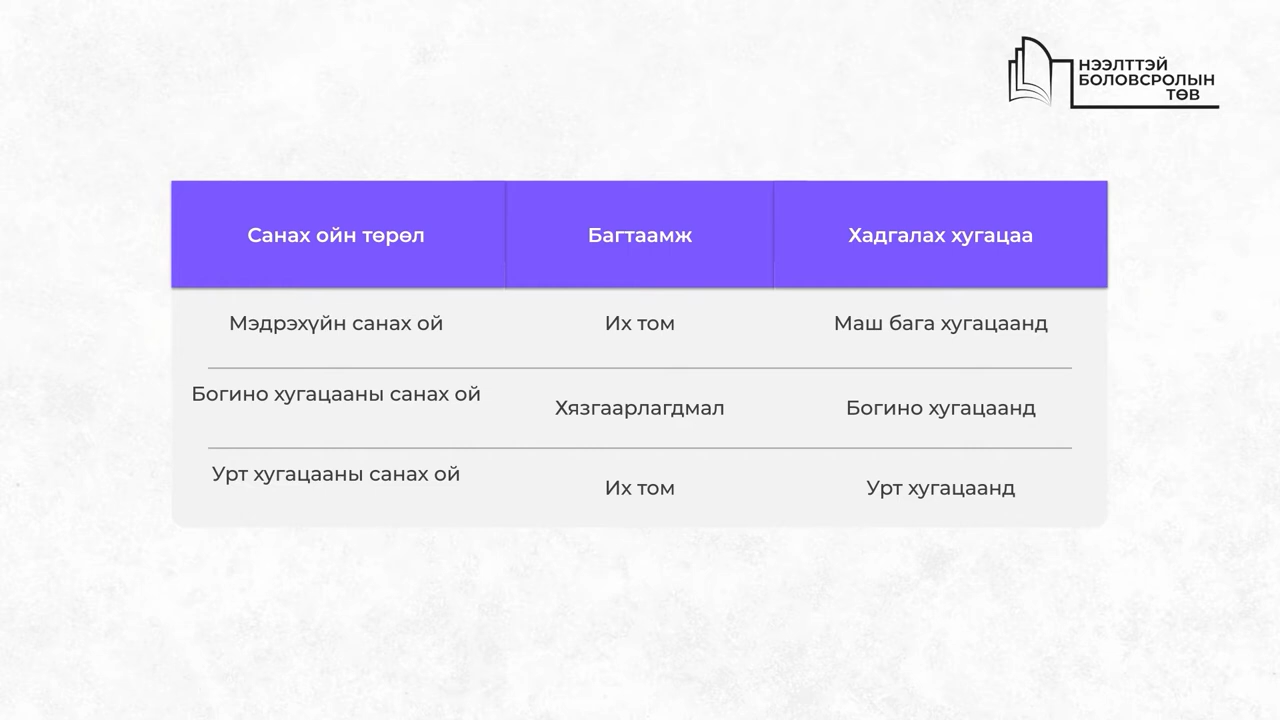 НЭЭЛТТЭЙ
БОЛОВСРОЛЫН
ТӨВ
Санах ойн төрөл Багтаамж Хадгалах хугацаа
Мэдрэхүйн санах ой Их том Маш бага хугацаанд
Богино хугацааны санах ой Хязгаарлагдмал Богино хугацаанд
Урт хугацааны санах ой Их том Урт хугацаанд